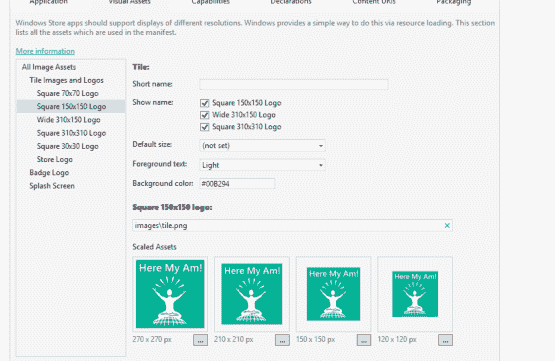 Application Visual Assets Capabilities Declarations Content URIs Packaging
Windows Store apps should support displays of different resolutions. Windows provides a simple way to do this via resource loading. This section
lists all the assets which are used in the manifest.
More information
All Image Assets
Tile Images and Logos
Square 70x70 Logo
Square 150x150 Logo
Wide 310x150 Logo
Square 310x310 Logo
Square 30x30 Logo
Store Logo
Badge Logo
Splash Screen
Tile:
Short name:
Show name:
Square 150x150 Logo
Wide 310x150 Logo
Square 310x310 Logo
Default size: (not set)
Foreground text: Light
Background color: #00B294
Square 150x150 logo:
images\tile.png
Scaled Assets
Here My Am! Here My Am! Here My Am! Here My Am!
270 x 270 px ... 210 x 210 px ... 150 x 150 px ... 120 x 120 px ...